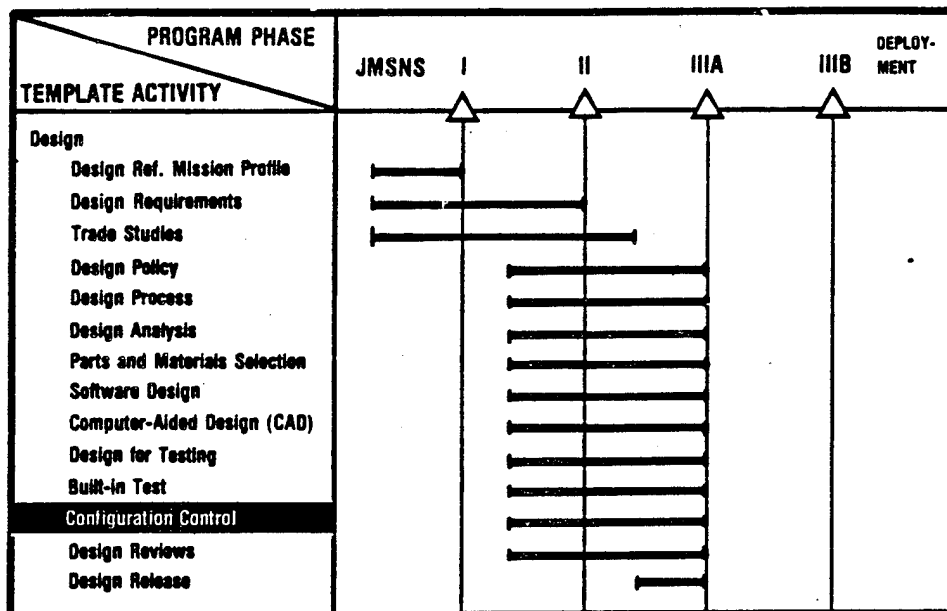 PROGRAM PHASE
TEMPLATE ACTIVITY
JMSNS I II IIIA IIIB DEPLOY-
MENT
Design
Design Ref. Mission Profile
Design Requirements
Trade Studies
Design Policy
Design Process
Design Analysis
Parts and Materials Selection
Software Design
Computer-Aided Design (CAD)
Design for Testing
Built-in Test
Configuration Control
Design Reviews
Design Release